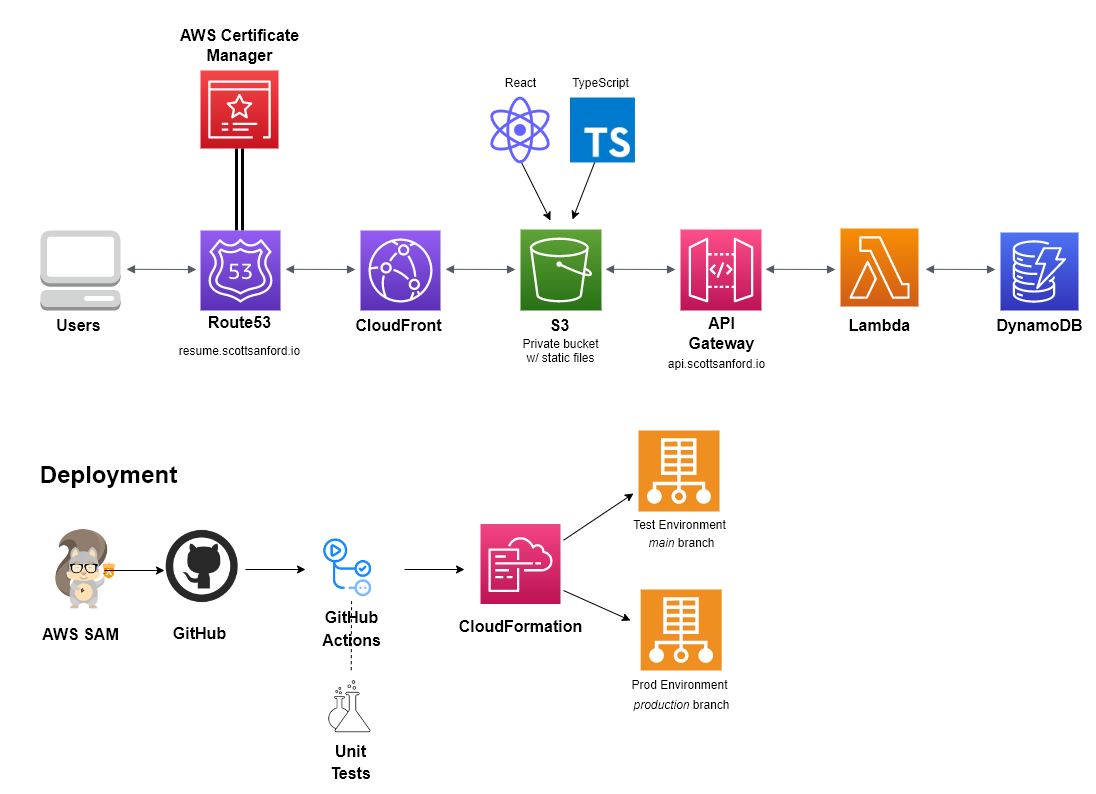 AWS Certificate
Manager
React
TypeScript
TS
53
Users
Route53
CloudFront
S3
API
Gateway
Lambda
DynamoDB
resume.scottsanford.io
Private bucket
w/ static files
api.scottsanford.io
Deployment
Test Environment
main branch
AWS SAM
GitHub
GitHub
Actions
CloudFormation
Prod Environment
production branch
Unit
Tests